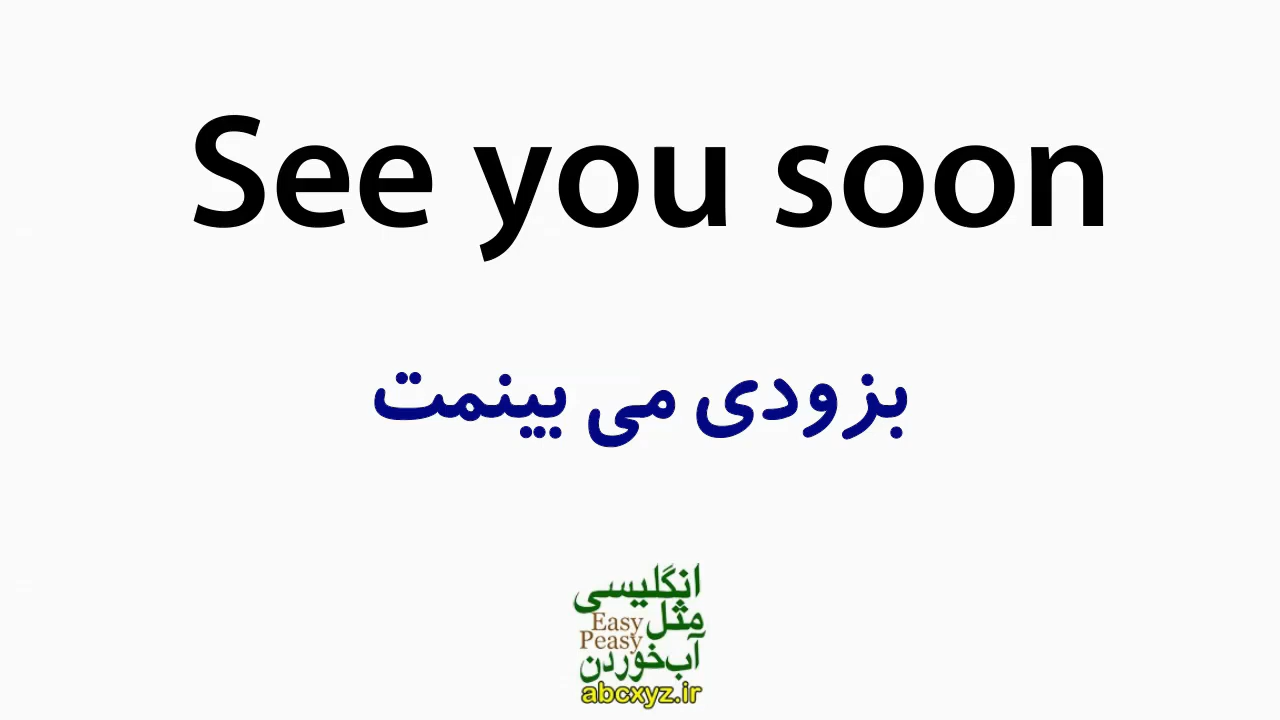 See you soon
بزودی می بینمت
انگلیسی
مثل
Easy
Peasy
آب‌خوردن
abcxyz.ir